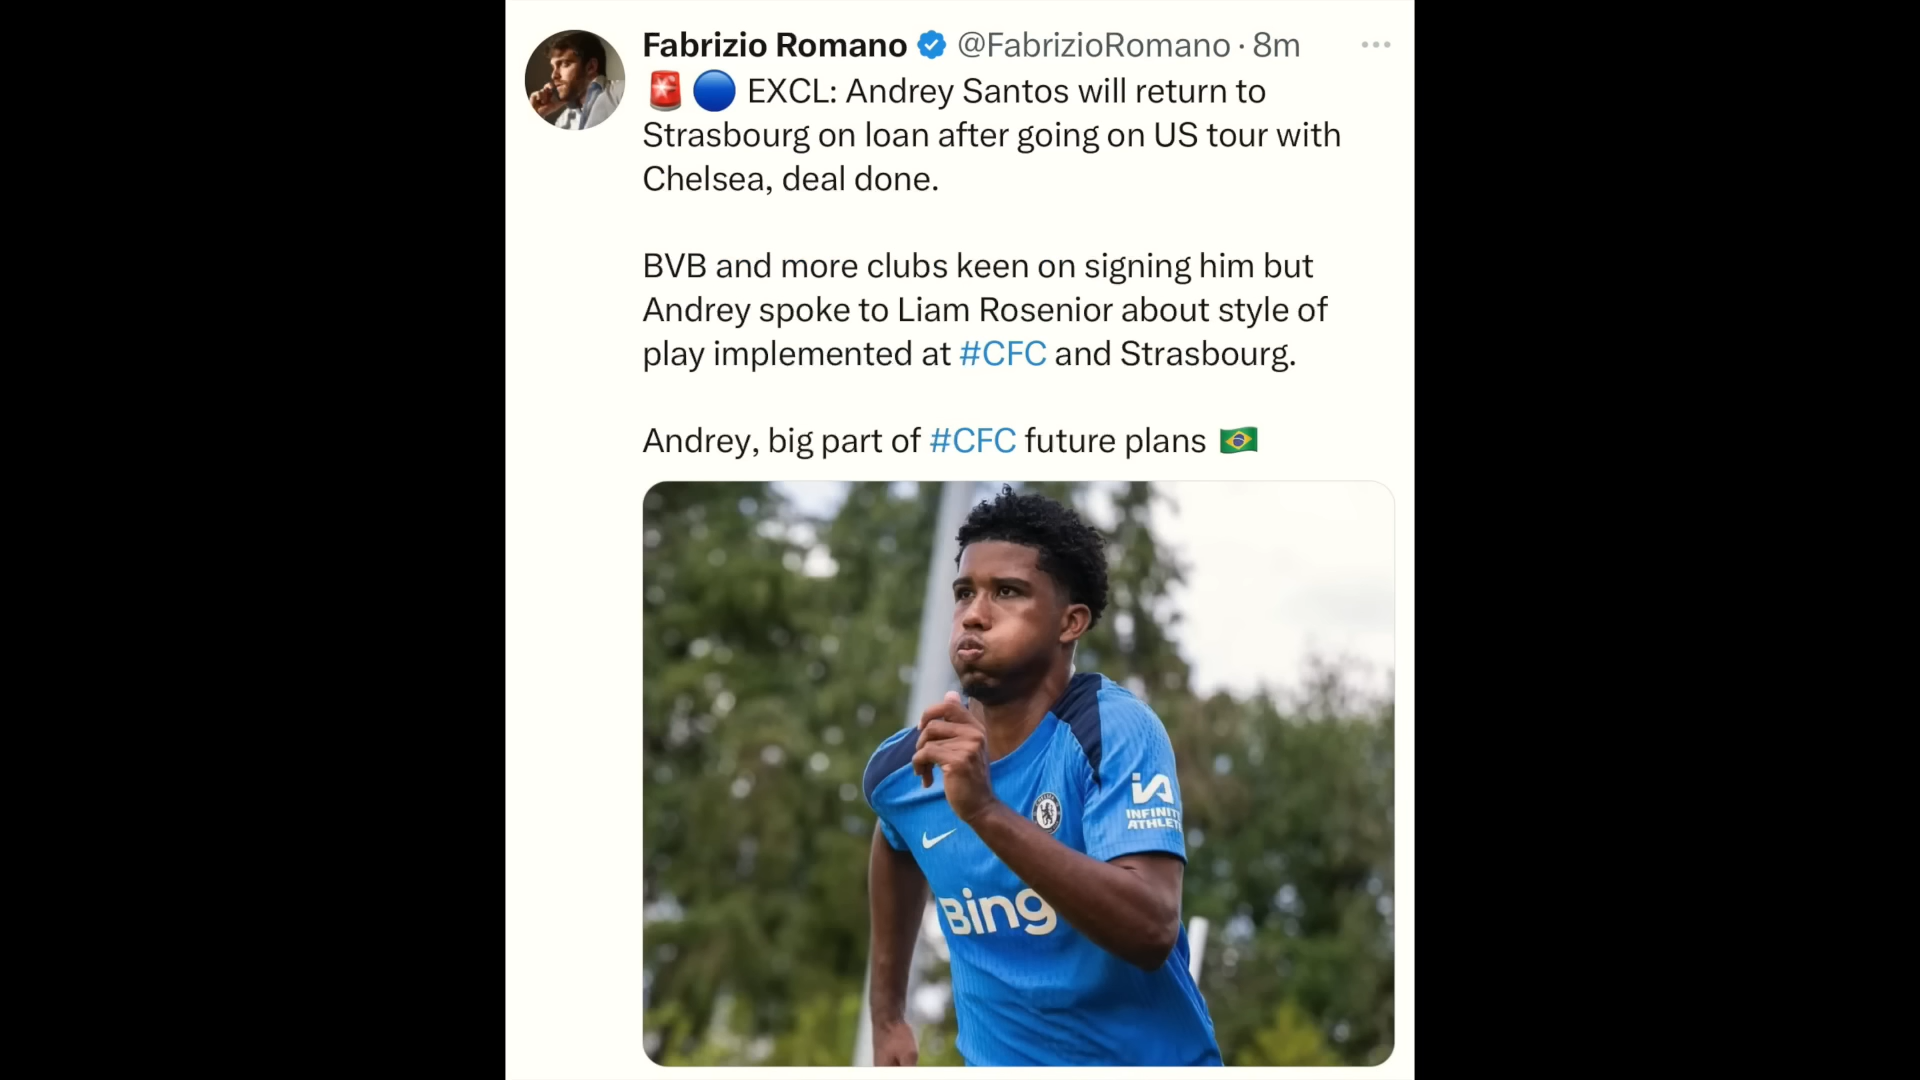 Fabrizio Romano @FabrizioRomano · 8m
🚨🔵 EXCL: Andrey Santos will return to
Strasbourg on loan after going on US tour with
Chelsea, deal done.
BVB and more clubs keen on signing him but
Andrey spoke to Liam Rosenior about style of
play implemented at #CFC and Strasbourg.
Andrey, big part of #CFC future plans 🇧🇷
INFINIT
ATHLET
Bing